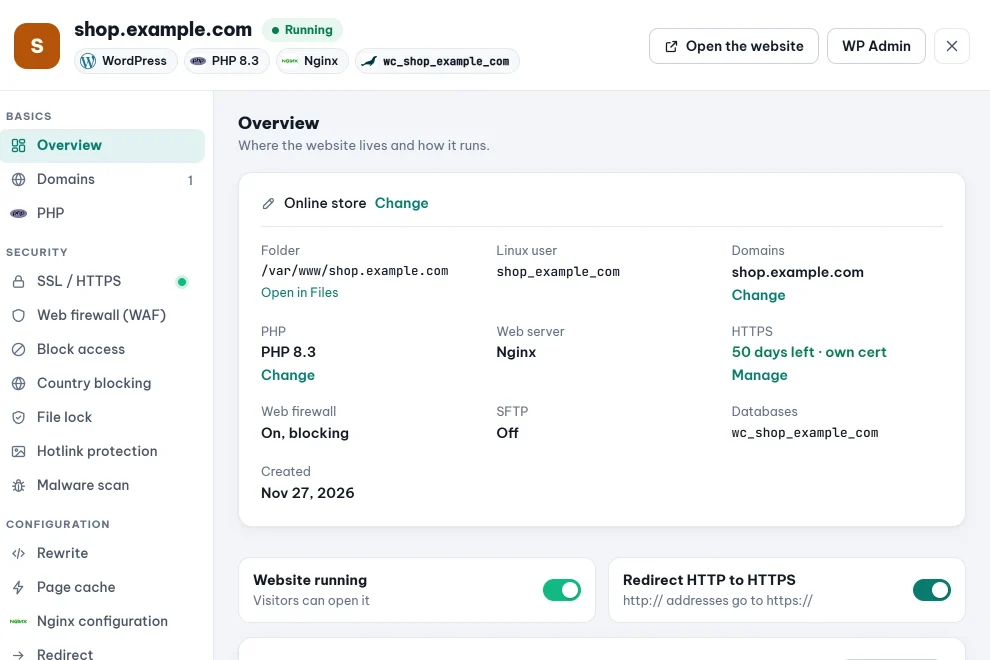 S
shop.example.com
Running
WordPress
php PHP 8.3
NGINX Nginx
wc_shop_example_com
Open the website
WP Admin
BASICS
Overview
Domains 1
php PHP
SECURITY
SSL / HTTPS
Web firewall (WAF)
Block access
Country blocking
File lock
Hotlink protection
Malware scan
CONFIGURATION
Rewrite
Page cache
NGINX Nginx configuration
Redirect
Overview
Where the website lives and how it runs.
Online store Change
Folder
/var/www/shop.example.com
Open in Files
Linux user
shop_example_com
Domains
shop.example.com
Change
PHP
PHP 8.3
Change
Web server
Nginx
HTTPS
50 days left · own cert
Manage
Web firewall
On, blocking
SFTP
Off
Databases
wc_shop_example_com
Created
Nov 27, 2026
Website running
Visitors can open it
Redirect HTTP to HTTPS
http:// addresses go to https://